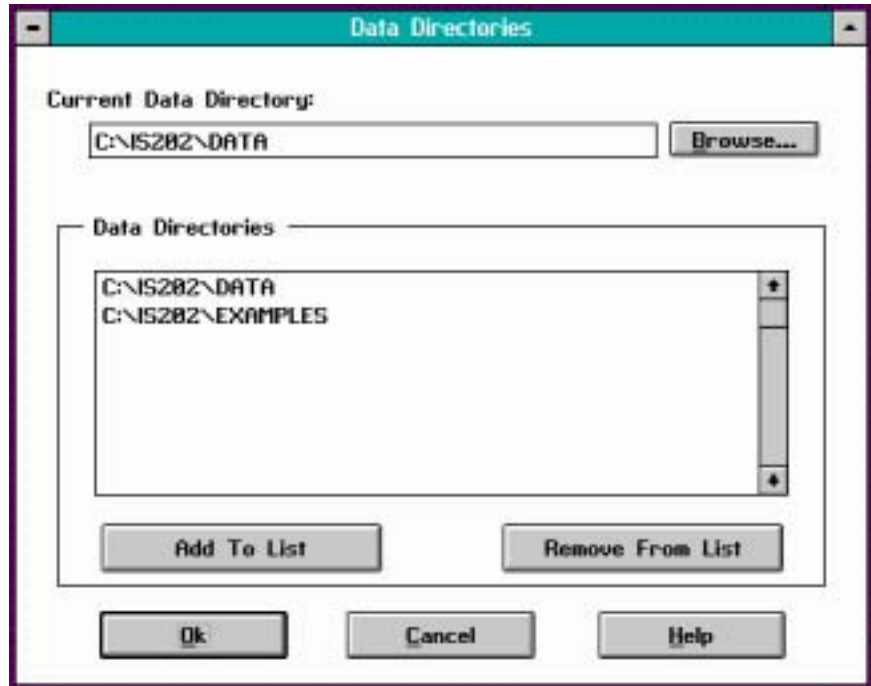 Data Directories
Current Data Directory:
C:\IS202\DATA
Browse...
Data Directories
C:\IS202\DATA
C:\IS202\EXAMPLES
Add To List
Remove From List
Ok
Cancel
Help